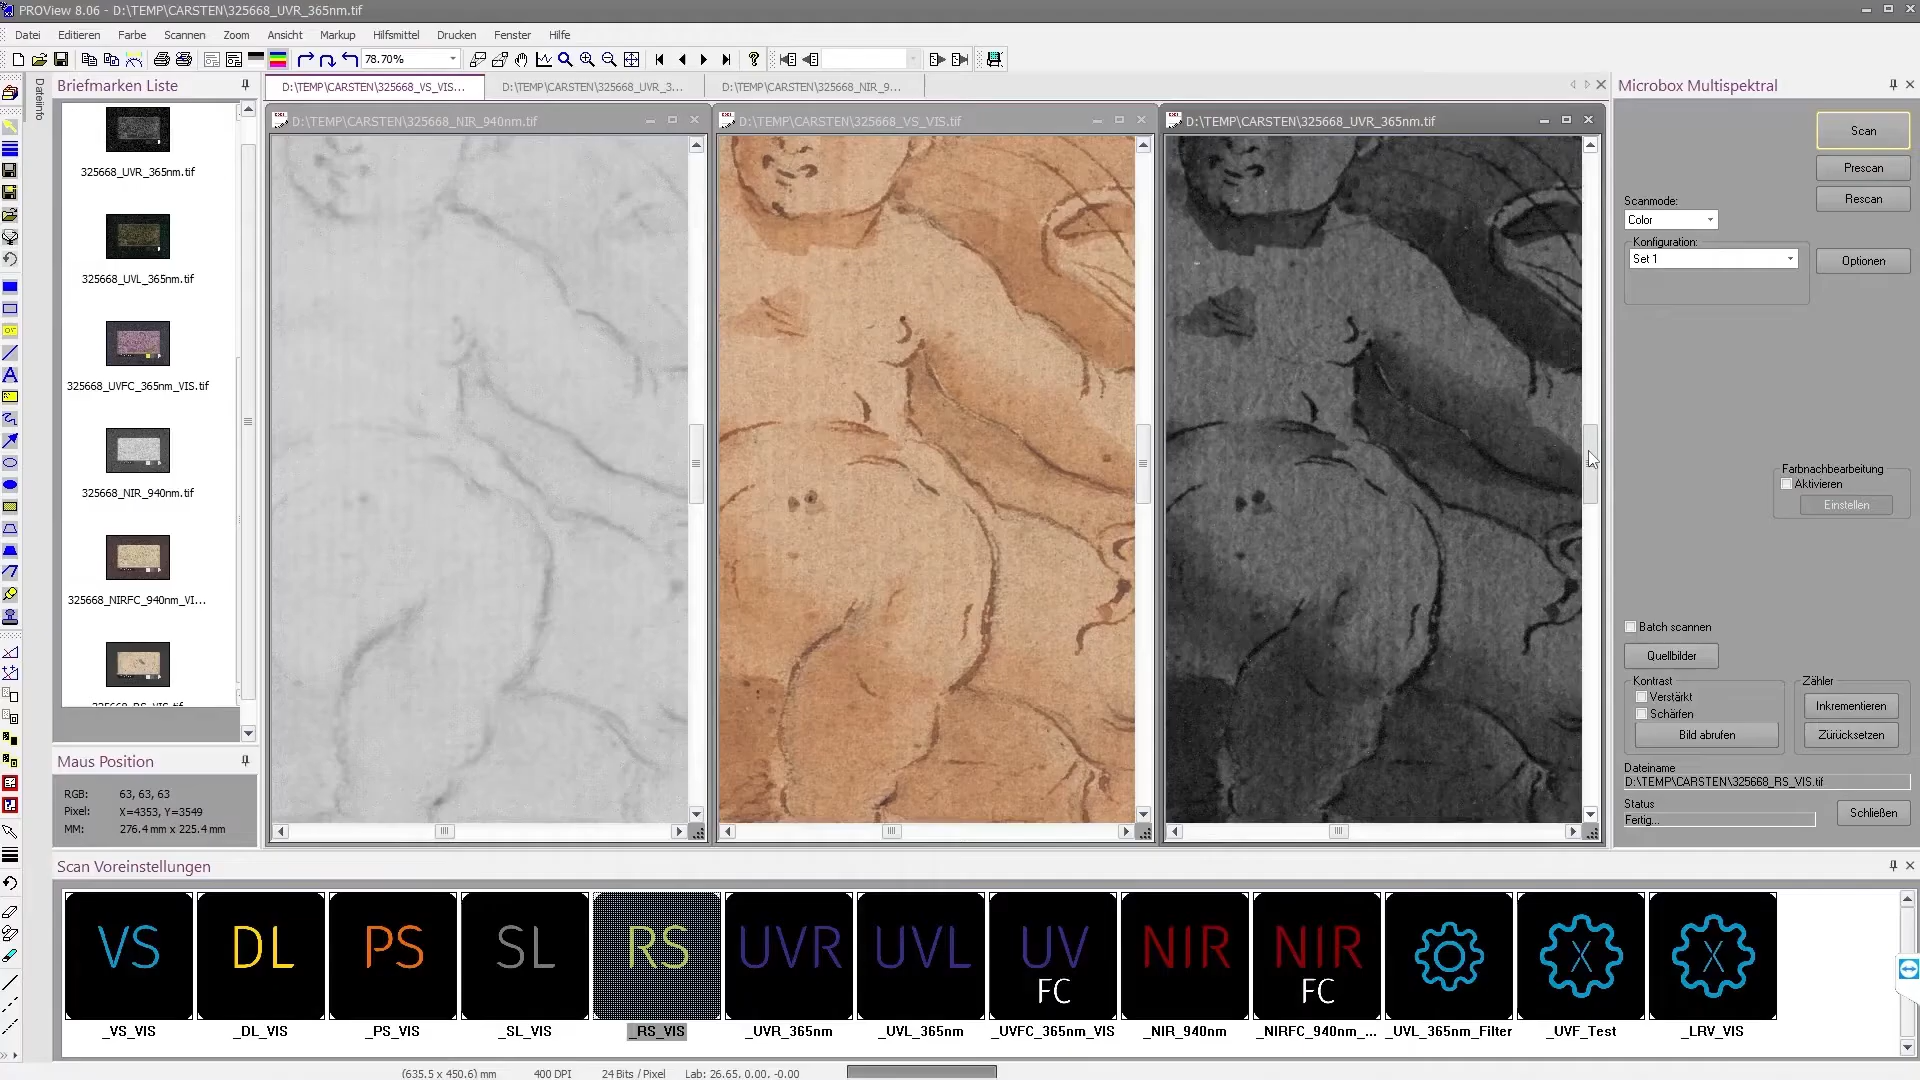 PROView 8.06 - D:\TEMP\CARSTEN\325668_UVR_365nm.tif
Datei Editieren Farbe Scannen Zoom Ansicht Markup Hilfsmittel Drucken Fenster Hilfe
78.70%
Dateiinfo
Briefmarken Liste
325668_UVR_365nm.tif
325668_UVL_365nm.tif
325668_UVFC_365nm_VIS.tif
325668_NIR_940nm.tif
325668_NIRFC_940nm_VI...
325668_RS_VIS.tif
Maus Position
RGB: 63, 63, 63
Pixel: X=4353, Y=3549
MM: 276.4 mm x 225.4 mm
D:\TEMP\CARSTEN\325668_VS_VIS... D:\TEMP\CARSTEN\325668_UVR_3... D:\TEMP\CARSTEN\325668_NIR_9...
D:\TEMP\CARSTEN\325668_NIR_940nm.tif
D:\TEMP\CARSTEN\325668_VS_VIS.tif
D:\TEMP\CARSTEN\325668_UVR_365nm.tif
Microbox Multispektral
Scan
Prescan
Rescan
Scanmode:
Color
Konfiguration:
Set 1
Optionen
Farbnachbearbeitung
Aktivieren
Einstellen
Batch scannen
Quellbilder
Kontrast
Verstärkt
Schärfen
Bild abrufen
Zähler
Inkrementieren
Zürücksetzen
Dateiname
D:\TEMP\CARSTEN\325668_RS_VIS.tif
Status
Fertig...
Schließen
Scan Voreinstellungen
VS DL PS SL RS UVR UVL UV FC NIR NIR FC X X
_VS_VIS _DL_VIS _PS_VIS _SL_VIS _RS_VIS _UVR_365nm _UVL_365nm _UVFC_365nm_VIS _NIR_940nm _NIRFC_940nm_... _UVL_365nm_Filter _UVF_Test _LRV_VIS
(635.5 x 450.6) mm 400 DPI 24 Bits / Pixel Lab: 26.65, 0.00, -0.00